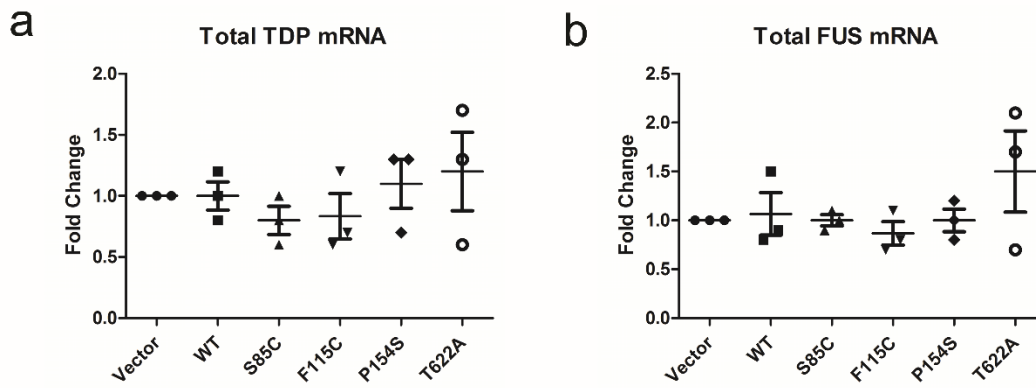 a
Total TDP mRNA
Fold Change
2.0
1.5
1.0
0.5
0.0
Vector
WT
S85C
F115C
P154S
T622A
b
Total FUS mRNA
Fold Change
2.5
2.0
1.5
1.0
0.5
0.0
Vector
WT
S85C
F115C
P154S
T622A